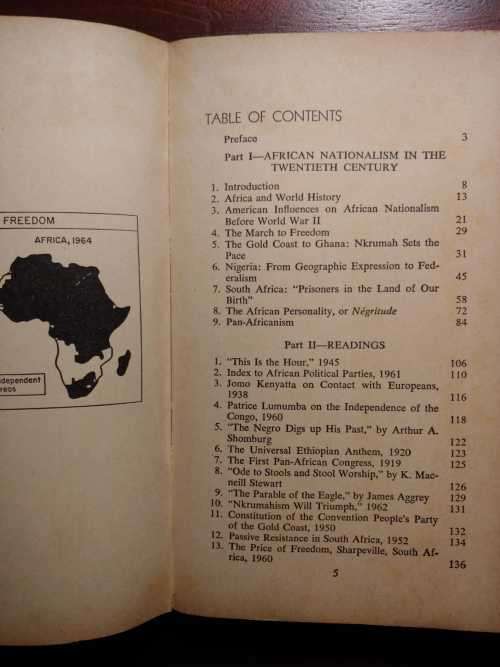 FREEDOM
AFRICA, 1964
TABLE OF CONTENTS
Preface 3
Part I—AFRICAN NATIONALISM IN THE
TWENTIETH CENTURY
1. Introduction 8
2. Africa and World History 13
3. American Influences on African Nationalism
Before World War II 21
4. The March to Freedom 29
5. The Gold Coast to Ghana: Nkrumah Sets the
Pace 31
6. Nigeria: From Geographic Expression to Fed-
eralism 45
7. South Africa: "Prisoners in the Land of Our
Birth" 58
8. The African Personality, or Négritude 72
9. Pan-Africanism 84
Part II—READINGS
1. "This Is the Hour," 1945 106
2. Index to African Political Parties, 1961 110
3. Jomo Kenyatta on Contact with Europeans,
1938 116
4. Patrice Lumumba on the Independence of the
Congo, 1960 118
5. "The Negro Digs up His Past," by Arthur A.
Shomburg 122
6. The Universal Ethiopian Anthem, 1920 123
7. The First Pan-African Congress, 1919 125
8. "Ode to Stools and Stool Worship," by K. Mac-
neill Stewart 126
9. "The Parable of the Eagle," by James Aggrey 129
10. "Nkrumahism Will Triumph," 1962 131
11. Constitution of the Convention People's Party
of the Gold Coast, 1950 132
12. Passive Resistance in South Africa, 1952 134
13. The Price of Freedom, Sharpeville, South Afr-
ica, 1960 136
5